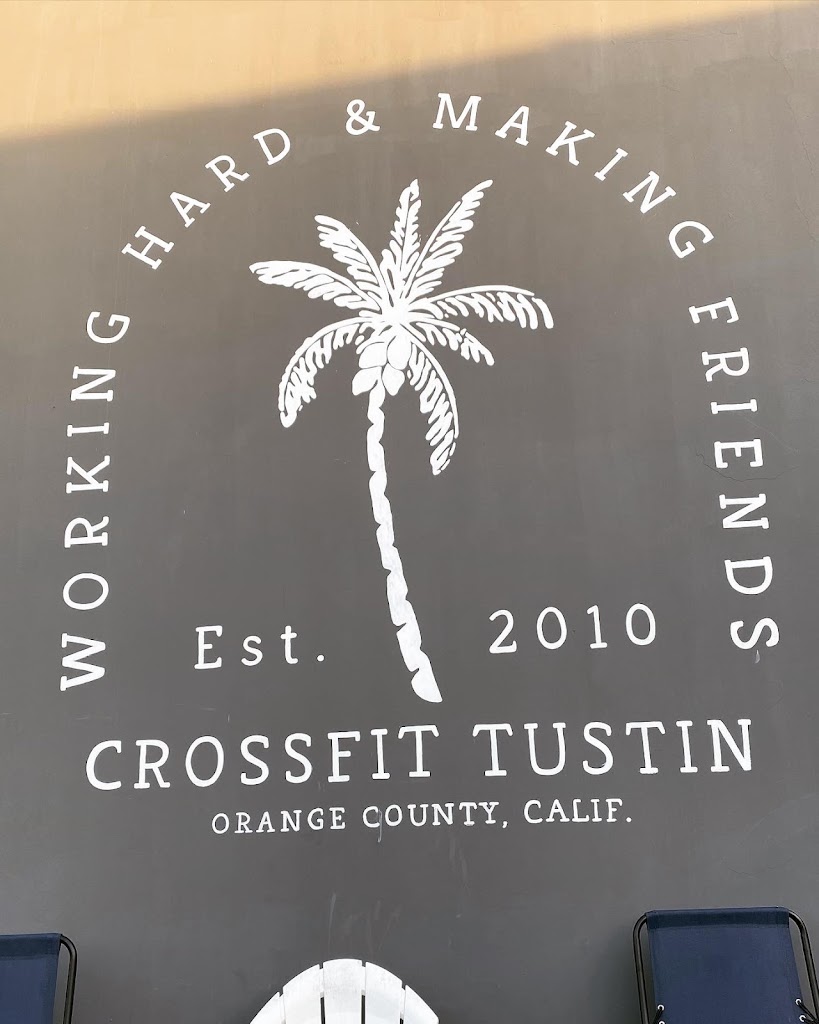 WORKING HARD & MAKING FRIENDS
Est. 2010
CROSSFIT TUSTIN
ORANGE COUNTY, CALIF.